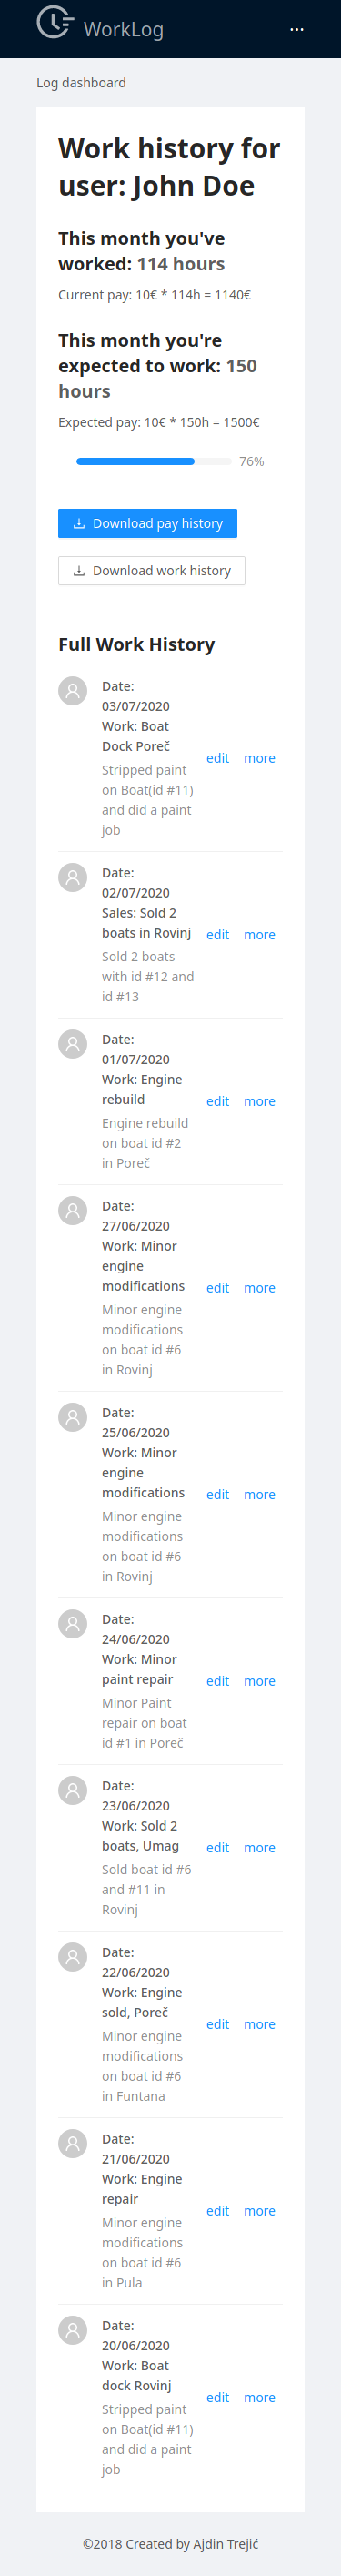 WorkLog
Log dashboard
Work history for
user: John Doe
This month you've
worked: 114 hours
Current pay: 10€ * 114h = 1140€
This month you're
expected to work: 150
hours
Expected pay: 10€ * 150h = 1500€
76%
Download pay history
Download work history
Full Work History
Date:
03/07/2020
Work: Boat
Dock Poreč
edit more
Stripped paint
on Boat(id #11)
and did a paint
job
Date:
02/07/2020
Sales: Sold 2
boats in Rovinj
edit more
Sold 2 boats
with id #12 and
id #13
Date:
01/07/2020
Work: Engine
rebuild
edit more
Engine rebuild
on boat id #2
in Poreč
Date:
27/06/2020
Work: Minor
engine
modifications
edit more
Minor engine
modifications
on boat id #6
in Rovinj
Date:
25/06/2020
Work: Minor
engine
modifications
edit more
Minor engine
modifications
on boat id #6
in Rovinj
Date:
24/06/2020
Work: Minor
paint repair
edit more
Minor Paint
repair on boat
id #1 in Poreč
Date:
23/06/2020
Work: Sold 2
boats, Umag
edit more
Sold boat id #6
and #11 in
Rovinj
Date:
22/06/2020
Work: Engine
sold, Poreč
edit more
Minor engine
modifications
on boat id #6
in Funtana
Date:
21/06/2020
Work: Engine
repair
edit more
Minor engine
modifications
on boat id #6
in Pula
Date:
20/06/2020
Work: Boat
dock Rovinj
edit more
Stripped paint
on Boat(id #11)
and did a paint
job
©2018 Created by Ajdin Trejić